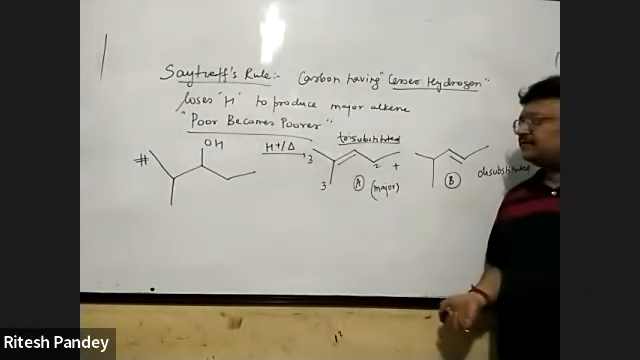 Saytzeff's Rule:- Carbon having "Lesser Hydrogen"
loses "H" to produce major alkene
"Poor Becomes Poorer"
# OH H+/Δ trisubstituted
3 3 2 + disubstituted
A (major) B
Ritesh Pandey